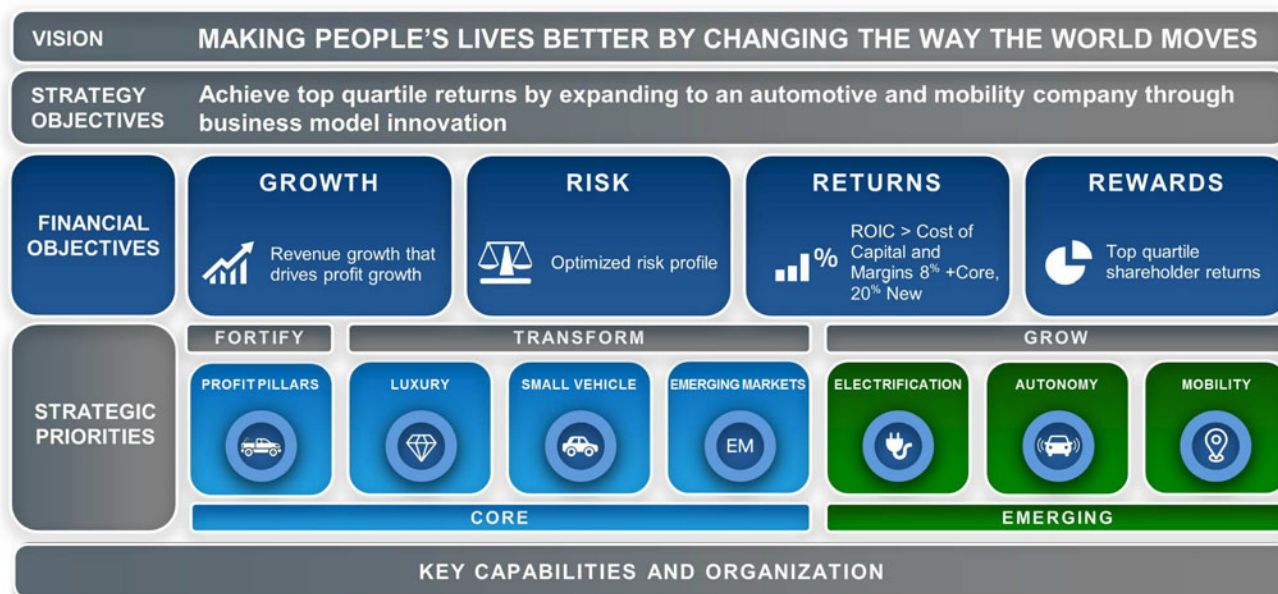 VISION
MAKING PEOPLE'S LIVES BETTER BY CHANGING THE WAY THE WORLD MOVES
STRATEGY
OBJECTIVES
Achieve top quartile returns by expanding to an automotive and mobility company through
business model innovation
FINANCIAL
OBJECTIVES
GROWTH
Revenue growth that
drives profit growth
RISK
Optimized risk profile
RETURNS
%
ROIC > Cost of
Capital and
Margins 8% +Core,
20% New
REWARDS
Top quartile
shareholder returns
STRATEGIC
PRIORITIES
FORTIFY
TRANSFORM
GROW
PROFIT PILLARS
LUXURY
SMALL VEHICLE
EMERGING MARKETS
EM
ELECTRIFICATION
AUTONOMY
MOBILITY
CORE
EMERGING
KEY CAPABILITIES AND ORGANIZATION